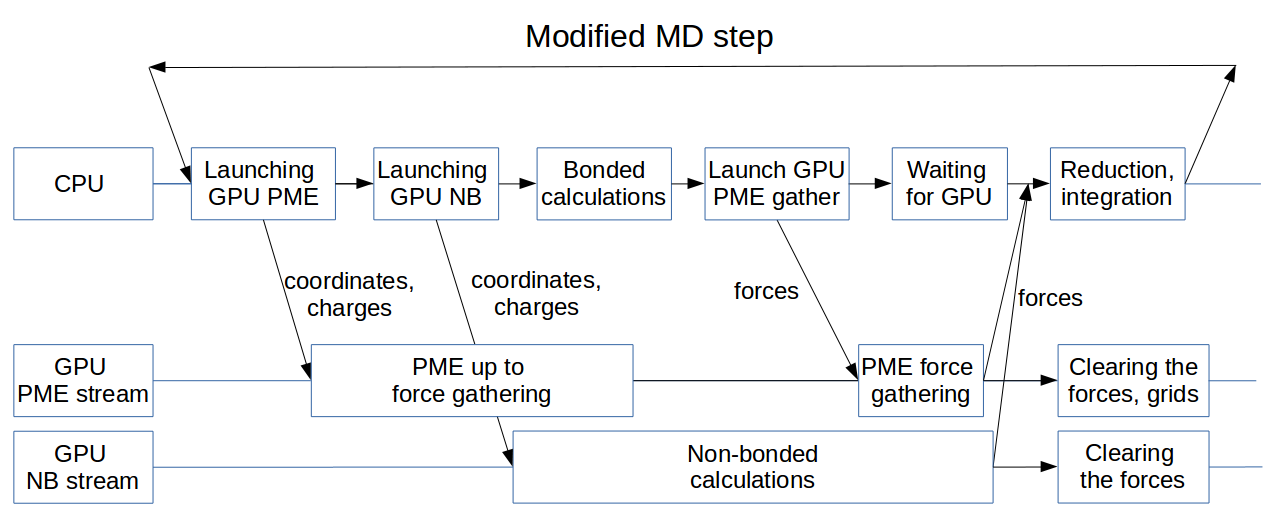 Modified MD step
CPU
Launching
GPU PME
Launching
GPU NB
Bonded
calculations
Launch GPU
PME gather
Waiting
for GPU
Reduction,
integration
coordinates,
charges
coordinates,
charges
forces
forces
GPU
PME stream
PME up to
force gathering
PME force
gathering
Clearing the
forces, grids
GPU
NB stream
Non-bonded
calculations
Clearing
the forces